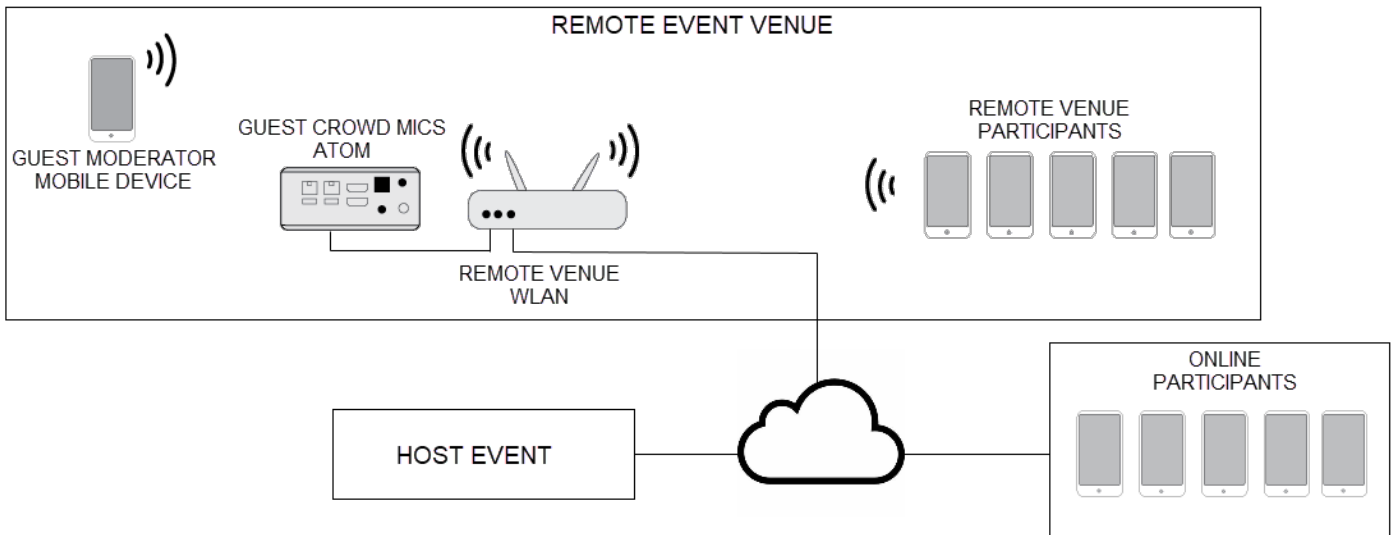 REMOTE EVENT VENUE
GUEST MODERATOR
MOBILE DEVICE
GUEST CROWD MICS
ATOM
REMOTE VENUE
WLAN
REMOTE VENUE
PARTICIPANTS
HOST EVENT
ONLINE
PARTICIPANTS